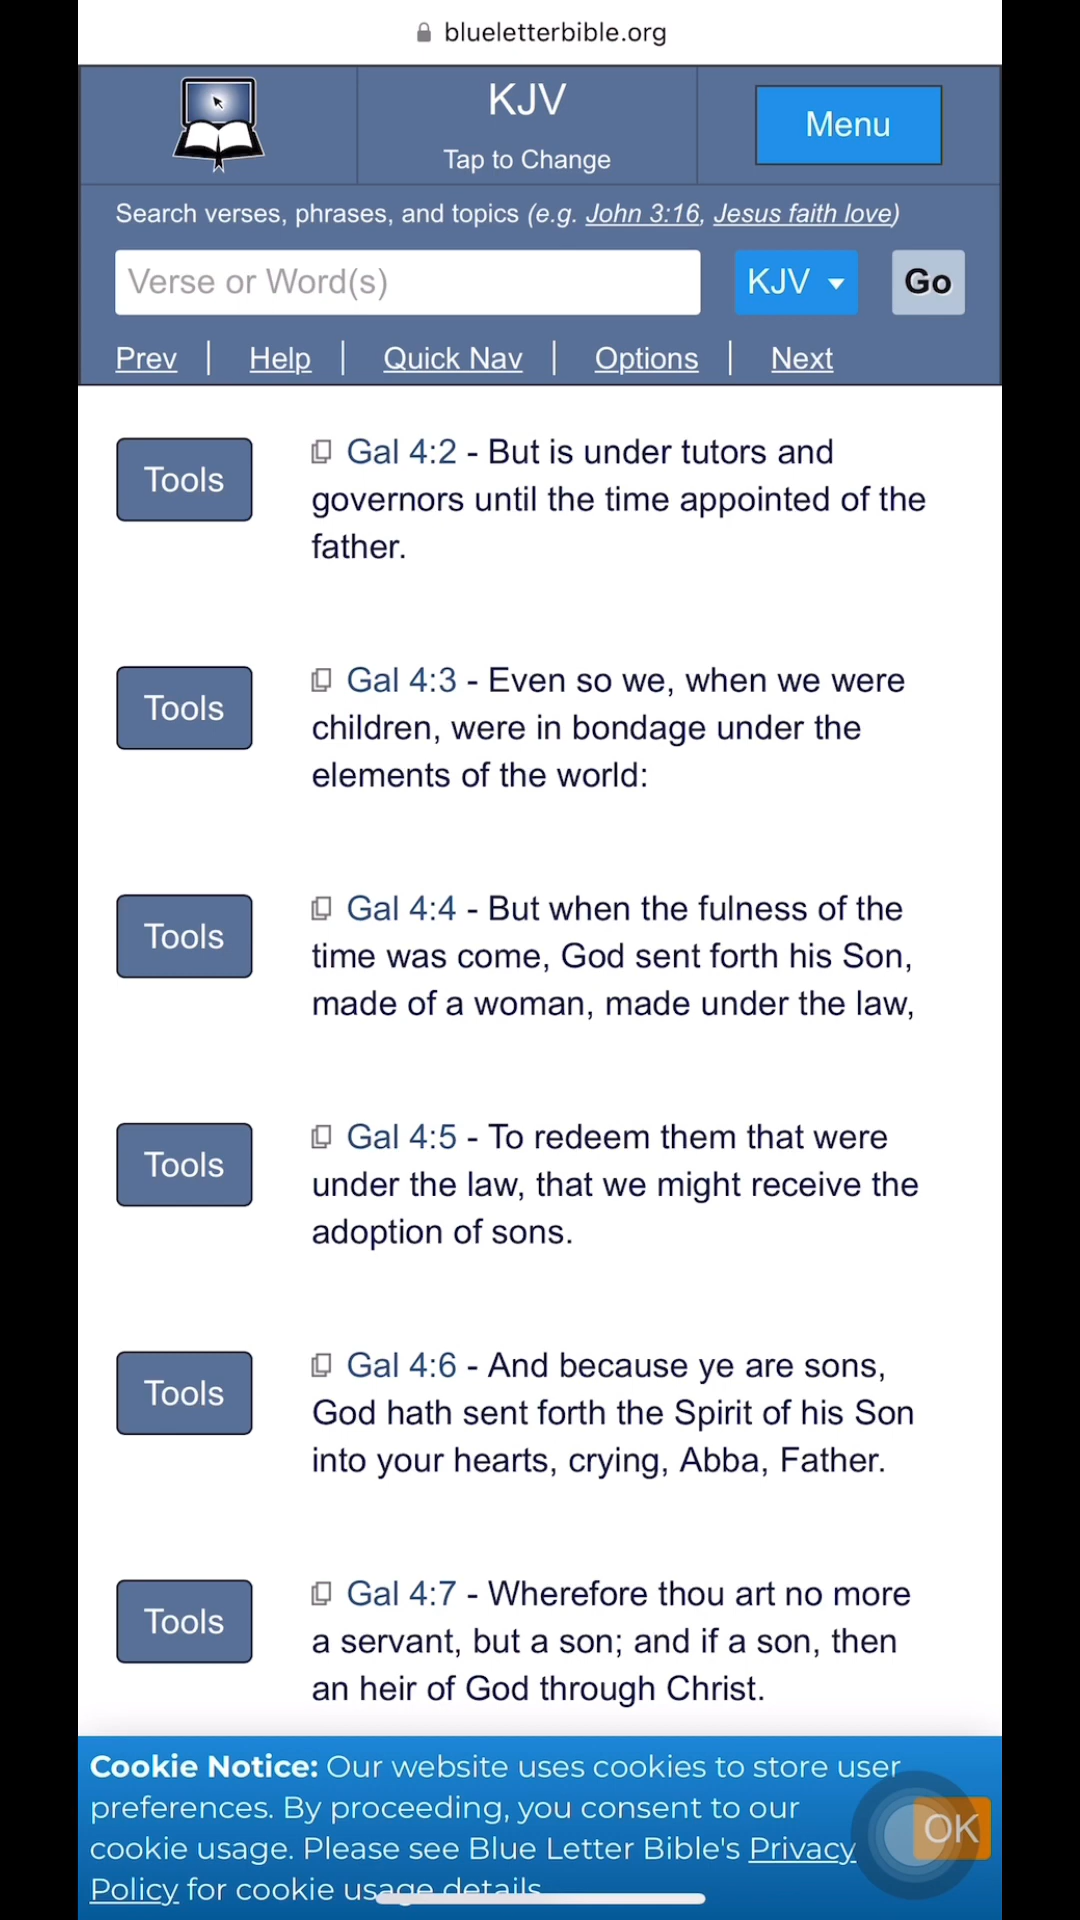 blueletterbible.org
KJV
Tap to Change
Menu
Search verses, phrases, and topics (e.g. John 3:16, Jesus faith love)
Verse or Word(s)
KJV
Go
Prev | Help | Quick Nav | Options | Next
Tools
Gal 4:2 - But is under tutors and
governors until the time appointed of the
father.
Tools
Gal 4:3 - Even so we, when we were
children, were in bondage under the
elements of the world:
Tools
Gal 4:4 - But when the fulness of the
time was come, God sent forth his Son,
made of a woman, made under the law,
Tools
Gal 4:5 - To redeem them that were
under the law, that we might receive the
adoption of sons.
Tools
Gal 4:6 - And because ye are sons,
God hath sent forth the Spirit of his Son
into your hearts, crying, Abba, Father.
Tools
Gal 4:7 - Wherefore thou art no more
a servant, but a son; and if a son, then
an heir of God through Christ.
Cookie Notice: Our website uses cookies to store user
preferences. By proceeding, you consent to our
cookie usage. Please see Blue Letter Bible's Privacy
Policy for cookie usage details
OK